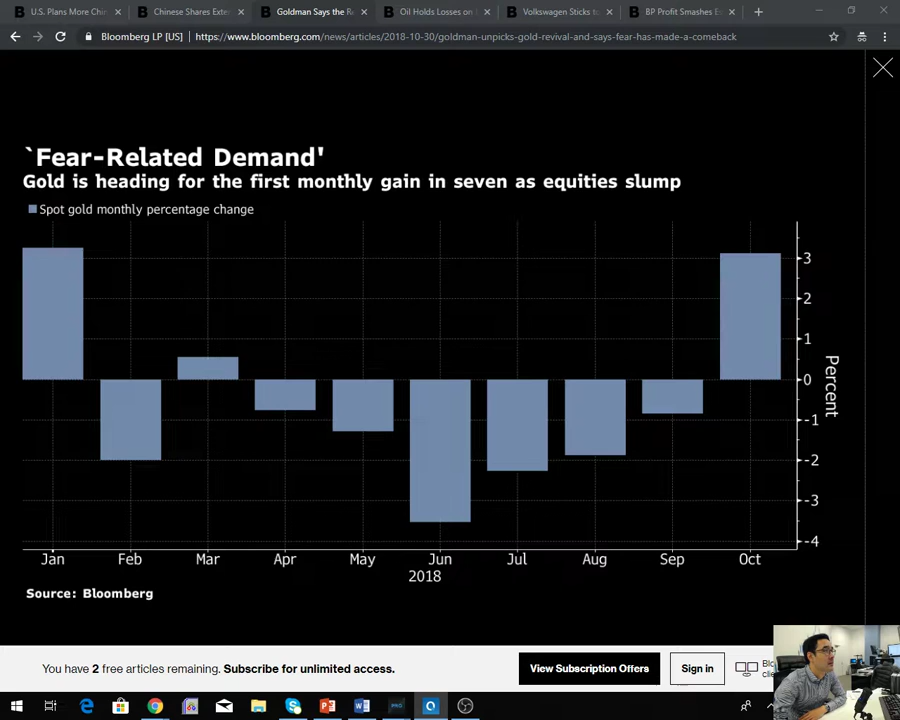 U.S. Plans More Chin
Chinese Shares Exte
Goldman Says the Re
Oil Holds Losses on
Volkswagen Sticks to
BP Profit Smashes E
Bloomberg LP [US] | https://www.bloomberg.com/news/articles/2018-10-30/goldman-unpicks-gold-revival-and-says-fear-has-made-a-comeback
`Fear-Related Demand'
Gold is heading for the first monthly gain in seven as equities slump
Spot gold monthly percentage change
3
2
1
0
-1
-2
-3
-4
Percent
Jan Feb Mar Apr May Jun Jul Aug Sep Oct
2018
Source: Bloomberg
You have 2 free articles remaining. Subscribe for unlimited access.
View Subscription Offers
Sign in